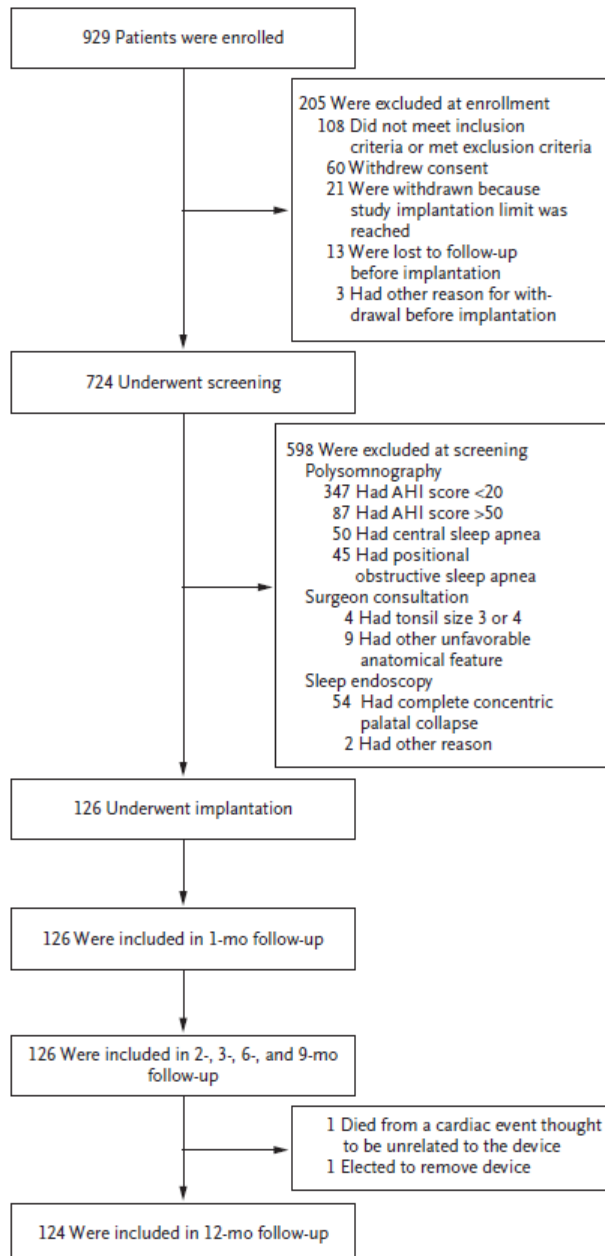 929 Patients were enrolled
205 Were excluded at enrollment
108 Did not meet inclusion
criteria or met exclusion criteria
60 Withdrew consent
21 Were withdrawn because
study implantation limit was
reached
13 Were lost to follow-up
before implantation
3 Had other reason for with-
drawal before implantation
724 Underwent screening
598 Were excluded at screening
Polysomnography
347 Had AHI score <20
87 Had AHI score >50
50 Had central sleep apnea
45 Had positional
obstructive sleep apnea
Surgeon consultation
4 Had tonsil size 3 or 4
9 Had other unfavorable
anatomical feature
Sleep endoscopy
54 Had complete concentric
palatal collapse
2 Had other reason
126 Underwent implantation
126 Were included in 1-mo follow-up
126 Were included in 2-, 3-, 6-, and 9-mo
follow-up
1 Died from a cardiac event thought
to be unrelated to the device
1 Elected to remove device
124 Were included in 12-mo follow-up